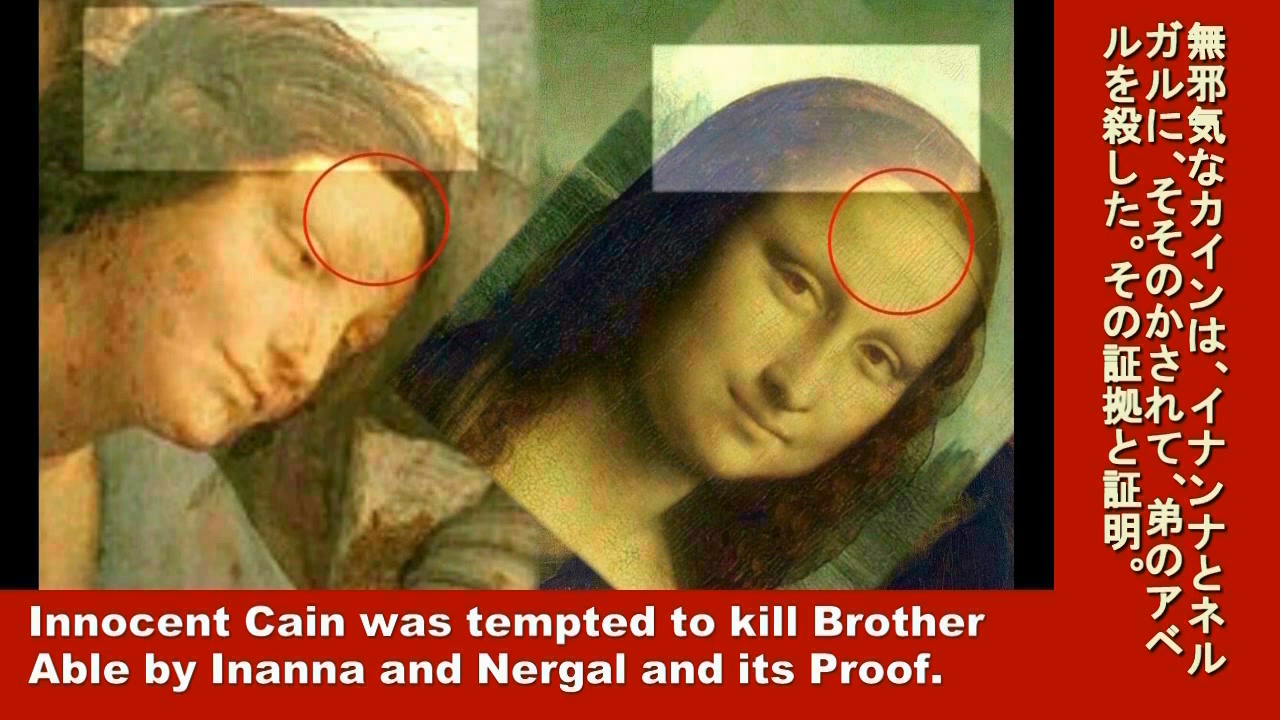 無邪気なカインは、イナンナとネル
ガルに、そそのかされて、弟のアベ
ルを殺した。その証拠と証明。
Innocent Cain was tempted to kill Brother
Able by Inanna and Nergal and its Proof.